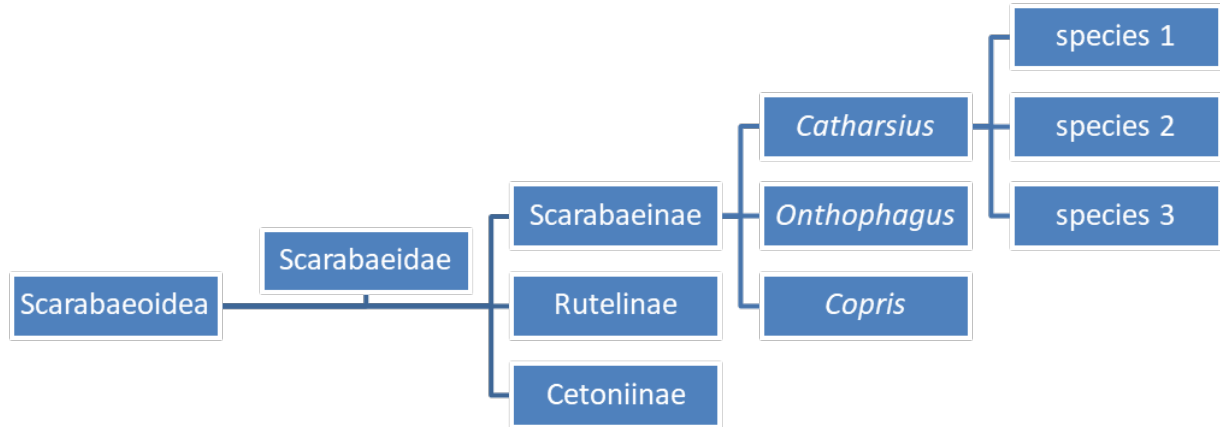 Scarabaeoidea
Scarabaeidae
Scarabaeinae
Rutelinae
Cetoniinae
Catharsius
Onthophagus
Copris
species 1
species 2
species 3